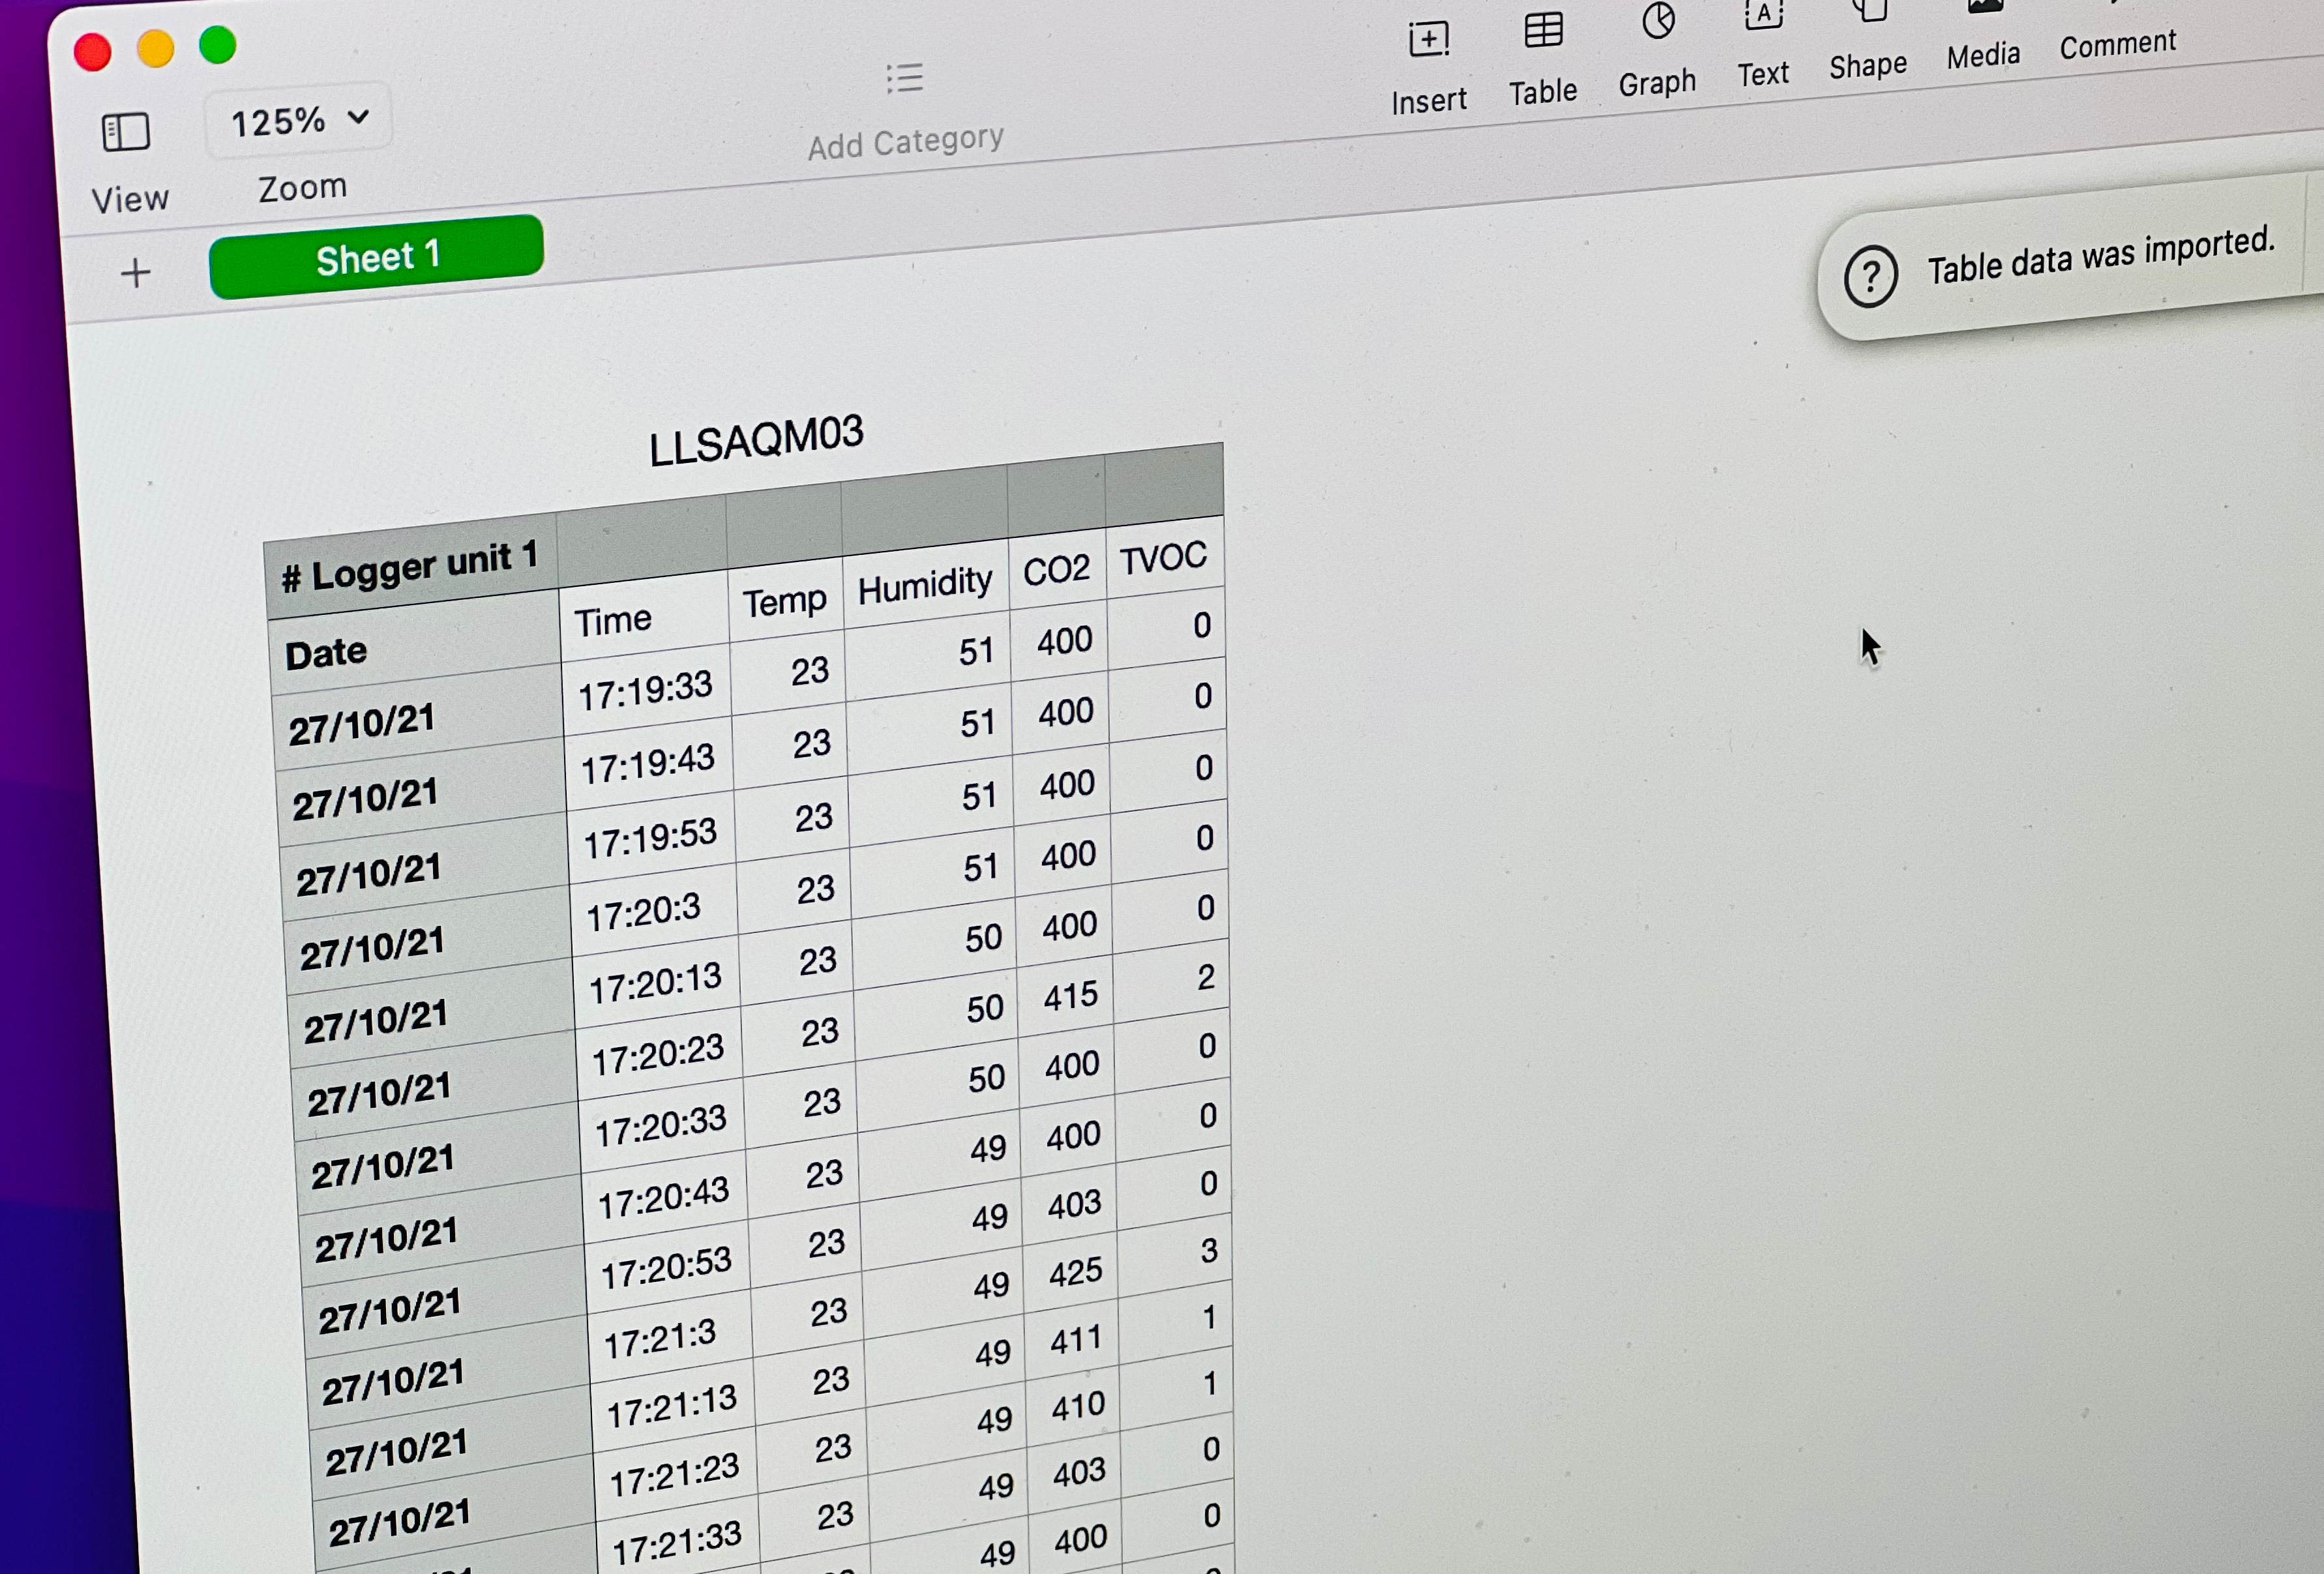 Insert Table Graph Text Shape Media Comment
125%
View Zoom Add Category
Sheet 1
Table data was imported.
LLSAQM03
# Logger unit 1
Date Time Temp Humidity CO2 TVOC
27/10/21 17:19:33 23 51 400 0
27/10/21 17:19:43 23 51 400 0
27/10/21 17:19:53 23 51 400 0
27/10/21 17:20:3 23 51 400 0
27/10/21 17:20:13 23 50 400 0
27/10/21 17:20:23 23 50 415 2
27/10/21 17:20:33 23 50 400 0
27/10/21 17:20:43 23 49 400 0
27/10/21 17:20:53 23 49 403 0
27/10/21 17:21:3 23 49 425 3
27/10/21 17:21:13 23 49 411 1
27/10/21 17:21:23 23 49 410 1
17:21:33 23 49 403 0
49 400 0